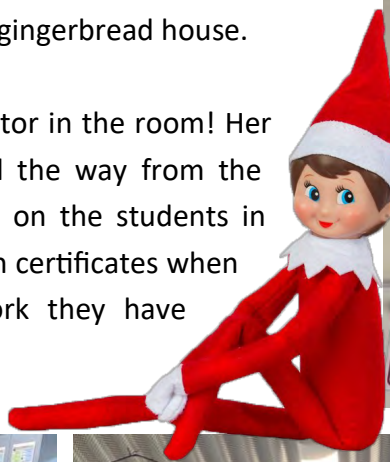 gingerbread house.
tor in the room! Her
the way from the
on the students in
certificates when
they have